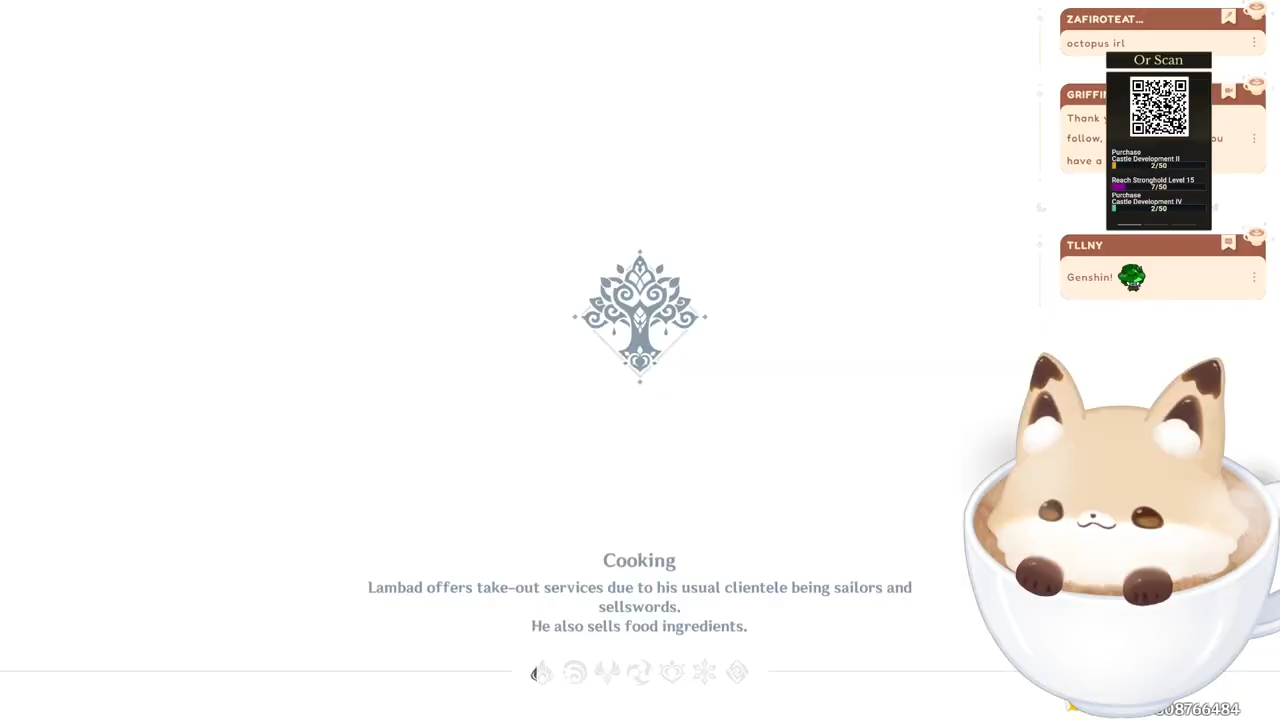 ZAFIROTEAT...
octopus irl
Or Scan
GRIFFIN
Thank
follow,
have a
Purchase
Castle Development II
2/50
Reach Stronghold Level 15
7/50
Purchase
Castle Development IV
2/50
TLLNY
Genshin!
Cooking
Lambad offers take-out services due to his usual clientele being sailors and
sellswords.
He also sells food ingredients.
08766484